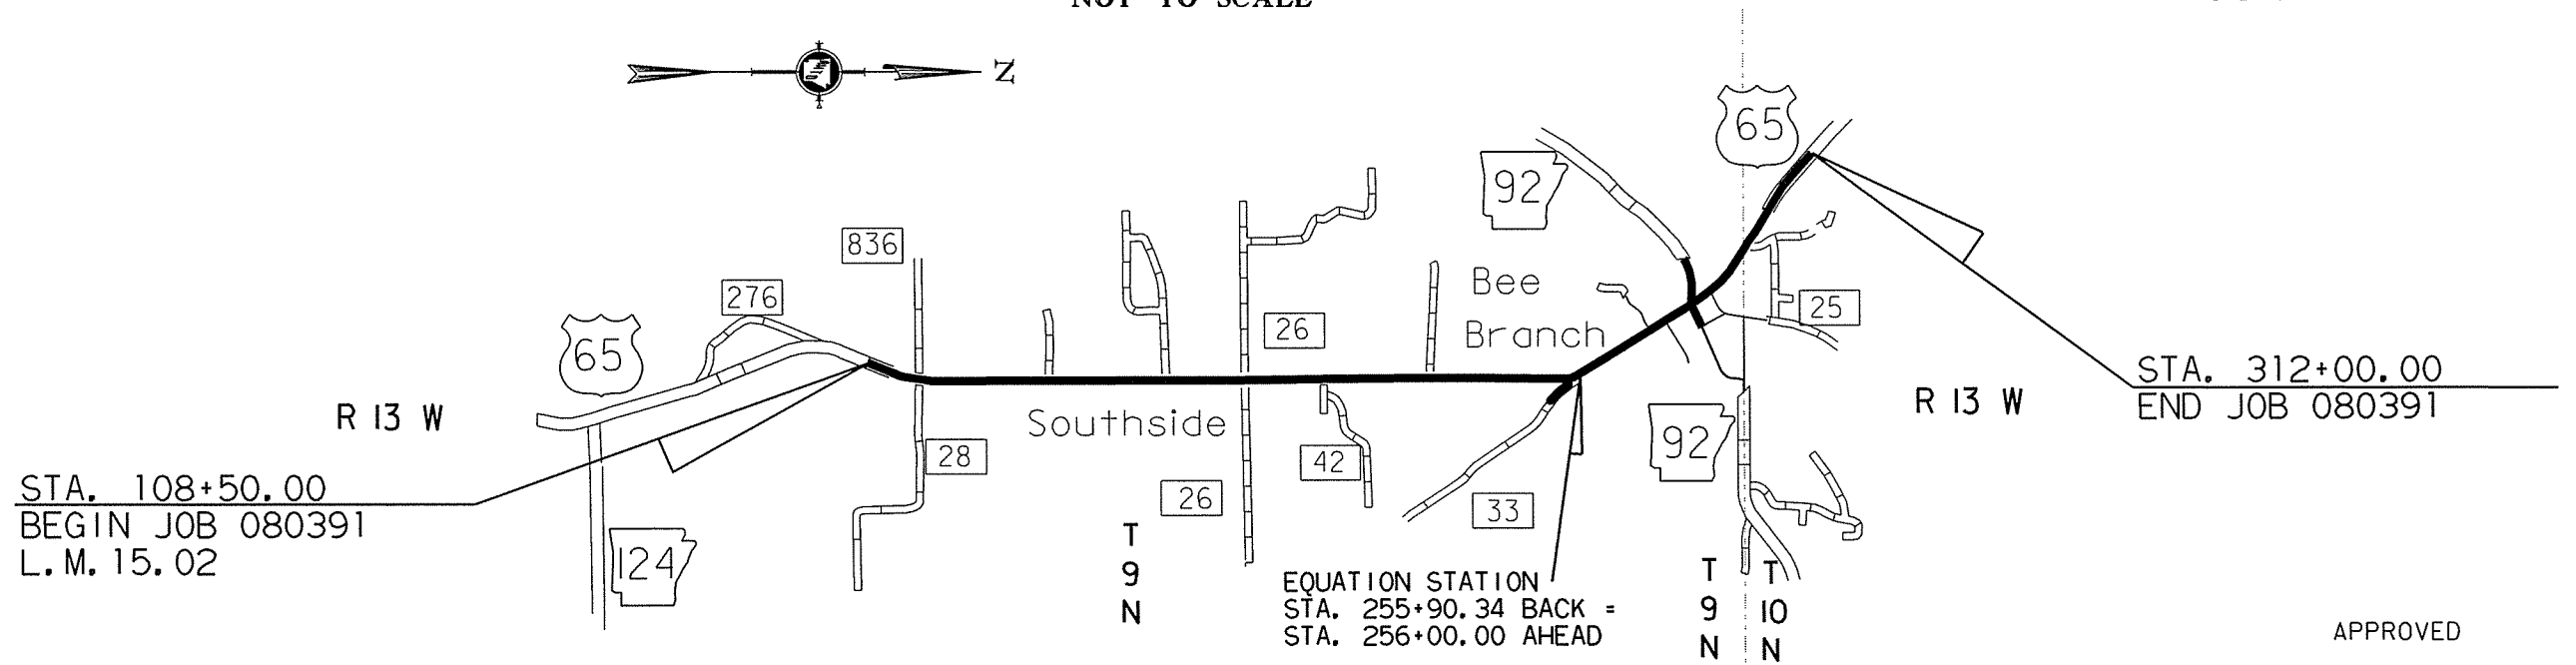 NOT TO SCALE
N
65
92
836
276
Bee
Branch
26
25
65
STA. 312+00.00
END JOB 080391
R 13 W
R 13 W
Southside
92
28
42
26
33
STA. 108+50.00
BEGIN JOB 080391
L.M. 15.02
124
T
9
N
EQUATION STATION
STA. 255+90.34 BACK =
STA. 256+00.00 AHEAD
T
9
N
T
10
N
APPROVED